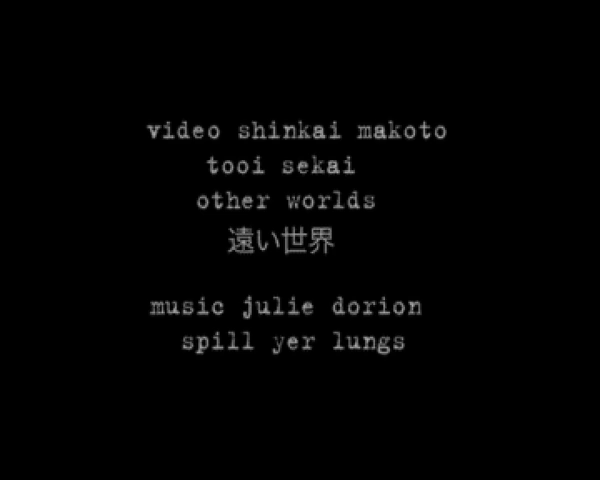 video shinkai makoto
tooi sekai
other worlds
遠い世界
music julie dorion
spill yer lungs